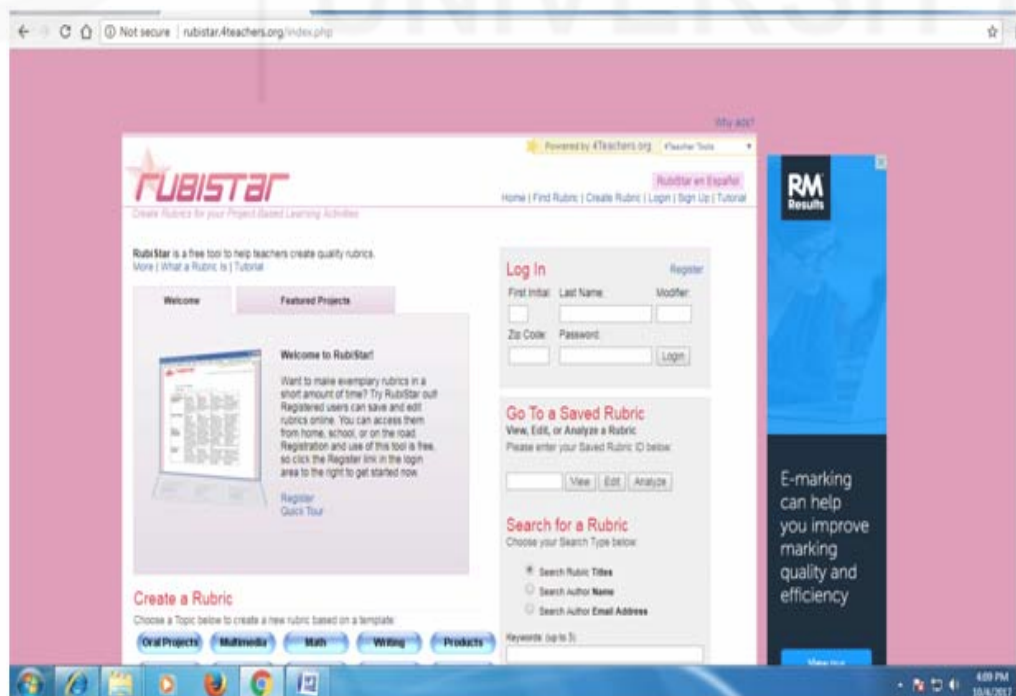 UNIVERSIT
Not secure | rubistar.4teachers.org/index.php
Why ads?
Powered by 4Teachers.org 4Teacher Tools
RUBISTAR
Create Rubrics for your Project-Based Learning Activities
RubiStar en Español
Home | Find Rubric | Create Rubric | Login | Sign Up | Tutorial
RubiStar is a free tool to help teachers create quality rubrics.
More | What a Rubric Is | Tutorial
Welcome
Featured Projects
Welcome to RubiStar!
Want to make exemplary rubrics in a
short amount of time? Try RubiStar out!
Registered users can save and edit
rubrics online. You can access them
from home, school, or on the road.
Registration and use of this tool is free,
so click the Register link in the login
area to the right to get started now.
Register
Quick Tour
Create a Rubric
Choose a Topic below to create a new rubric based on a template:
Oral Projects Multimedia Math Writing Products
Log In
Register
First Initial: Last Name: Modifier:
Zip Code: Password:
Login
Go To a Saved Rubric
View, Edit, or Analyze a Rubric
Please enter your Saved Rubric ID below:
View Edit Analyze
Search for a Rubric
Choose your Search Type below:
Search Rubric Titles
Search Author Name
Search Author Email Address
Keywords: (up to 3)
RM
Results
E-marking
can help
you improve
marking
quality and
efficiency
4:09 PM
10/4/2017